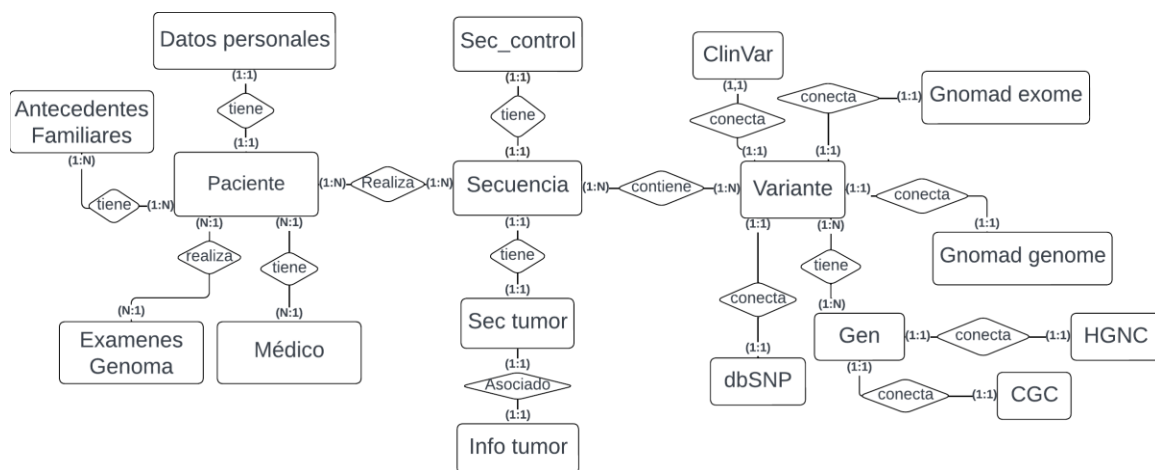 Datos personales
(1:1)
tiene
(1:1)
Antecedentes
Familiares
(1:N)
tiene
(1:N)
Paciente
(N:1)
realiza
(N:1)
Examenes
Genoma
(N:1)
tiene
(N:1)
Médico
(1:N)
Realiza
(1:N)
Sec_control
(1:1)
tiene
(1:1)
Secuencia
(1:1)
tiene
(1:1)
Sec tumor
(1:1)
Asociado
(1:1)
Info tumor
(1:N)
contiene
(1:N)
ClinVar
(1,1)
conecta
(1:1)
Variante
(1:1)
conecta
(1:1)
Gnomad exome
(1:1)
conecta
(1:1)
Gnomad genome
(1:1)
conecta
(1:1)
dbSNP
(1:N)
tiene
(1:N)
Gen
(1:1)
conecta
(1:1)
HGNC
(1:1)
conecta
(1:1)
CGC